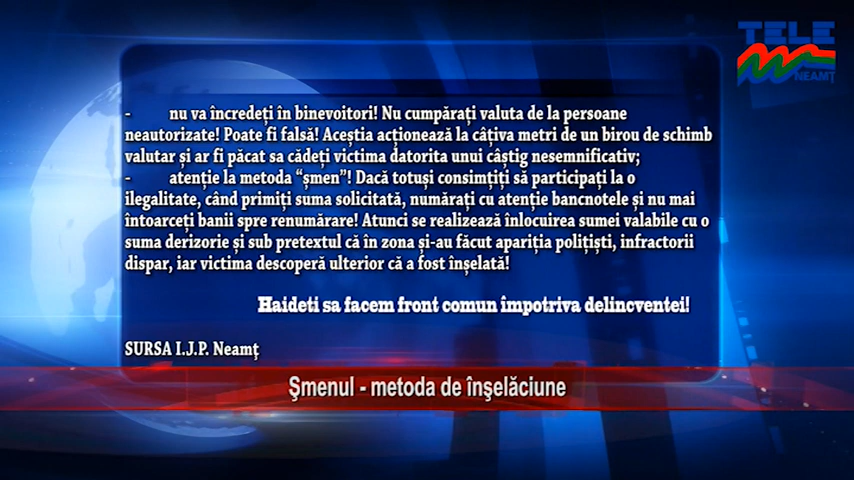 TELE
NEAMȚ
- nu va încredeți în binevoitori! Nu cumpărați valuta de la persoane
neautorizate! Poate fi falsă! Aceștia acționează la câțiva metri de un birou de schimb
valutar și ar fi păcat sa cădeți victima datorita unui câștig nesemnificativ;
- atenție la metoda “șmen”! Dacă totuși consimțiți să participați la o
ilegalitate, când primiți suma solicitată, numărați cu atenție bancnotele și nu mai
întoarceți banii spre renumărare! Atunci se realizează înlocuirea sumei valabile cu o
suma derizorie și sub pretextul că în zona și-au făcut apariția polițiști, infractorii
dispar, iar victima descoperă ulterior că a fost înșelată!
Haideti sa facem front comun împotriva delincventei!
SURSA I.J.P. Neamţ
Şmenul - metoda de înşelăciune